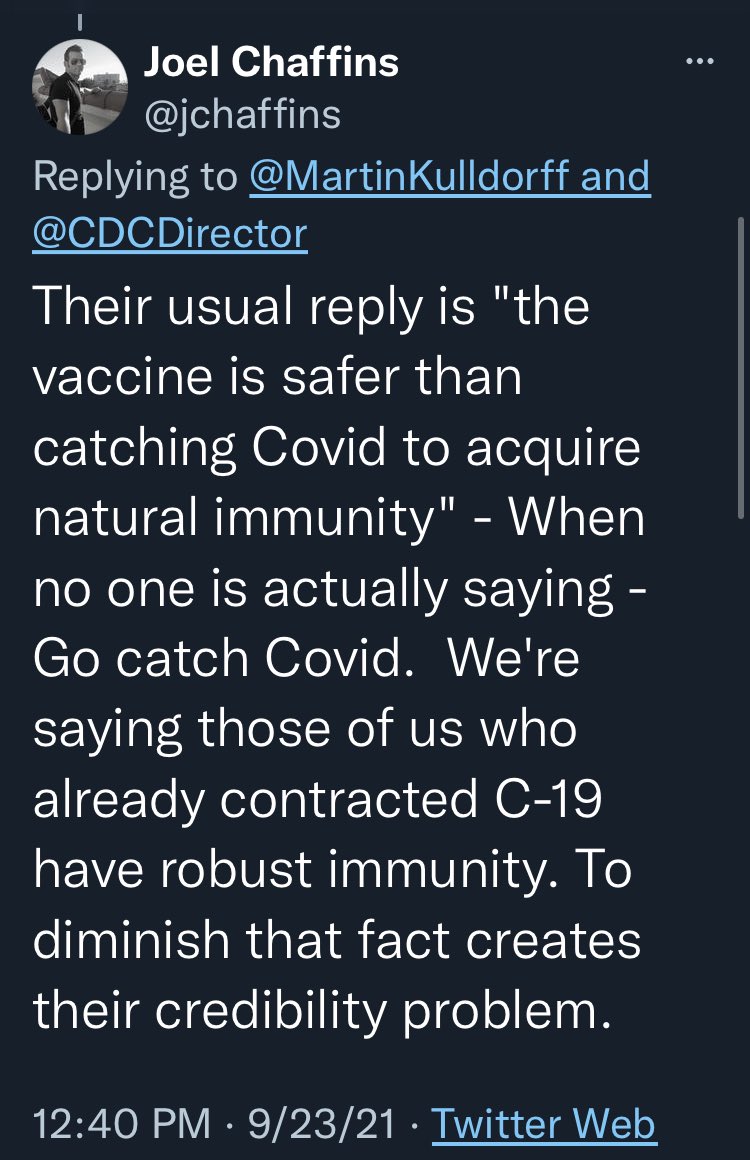 Joel Chaffins
...
@jchaffins
Replying to @MartinKulldorff and
@CDCDirector
Their usual reply is "the
vaccine is safer than
catching Covid to acquire
natural immunity" - When
no one is actually saying -
Go catch Covid.  We're
saying those of us who
already contracted C-19
have robust immunity. To
diminish that fact creates
their credibility problem.
12:40 PM · 9/23/21 · Twitter Web